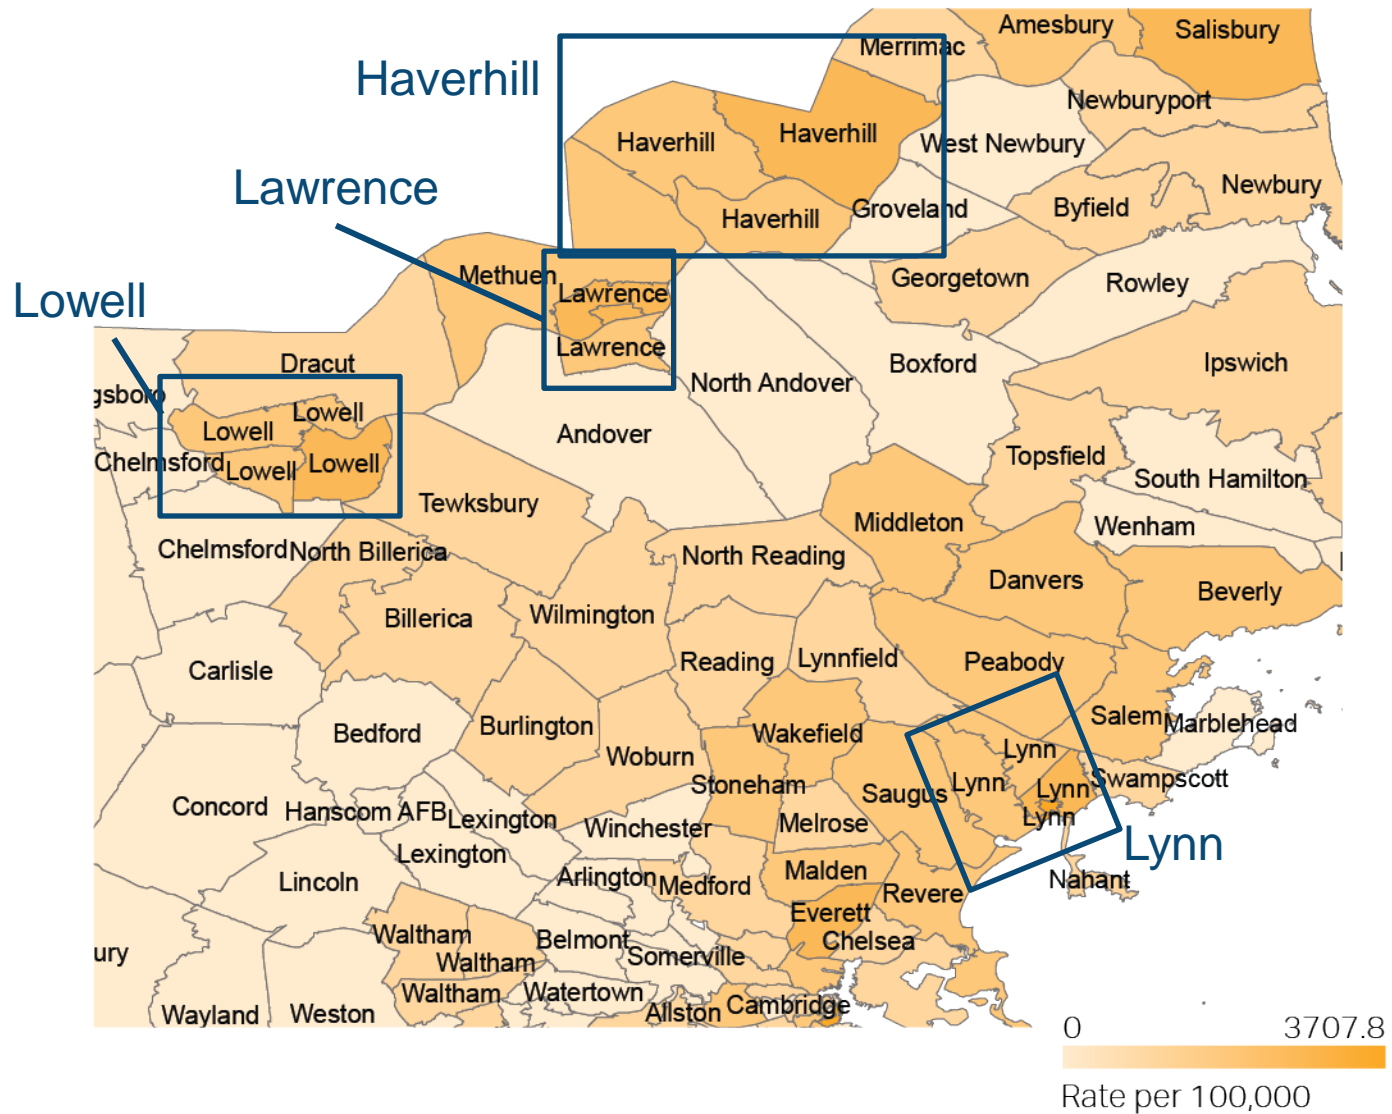 Amesbury
Salisbury
Merrimac
Haverhill
Newburyport
Haverhill
Haverhill
West Newbury
Lawrence
Newbury
Haverhill
Groveland
Byfield
Methuen
Lawrence
Georgetown
Rowley
Lowell
Lawrence
Dracut
Boxford
Ipswich
North Andover
gsboro
Lowell
Lowell
Andover
Chelmsford
Lowell
Lowell
Topsfield
South Hamilton
Tewksbury
Middleton
Wenham
Chelmsford
North Billerica
North Reading
Danvers
Beverly
Billerica
Wilmington
Carlisle
Reading
Lynnfield
Peabody
Bedford
Burlington
Wakefield
Salem
Marblehead
Woburn
Lynn
Stoneham
Lynn
Swampscott
Concord
Hanscom AFB
Lexington
Saugus
Lynn
Winchester
Melrose
Lynn
Lynn
Lexington
Lincoln
Arlington
Medford
Malden
Revere
Nahant
Everett
Waltham
Belmont
Chelsea
ury
Waltham
Somerville
Waltham
Watertown
Wayland
Weston
Allston
Cambridge
0
3707.8
Rate per 100,000